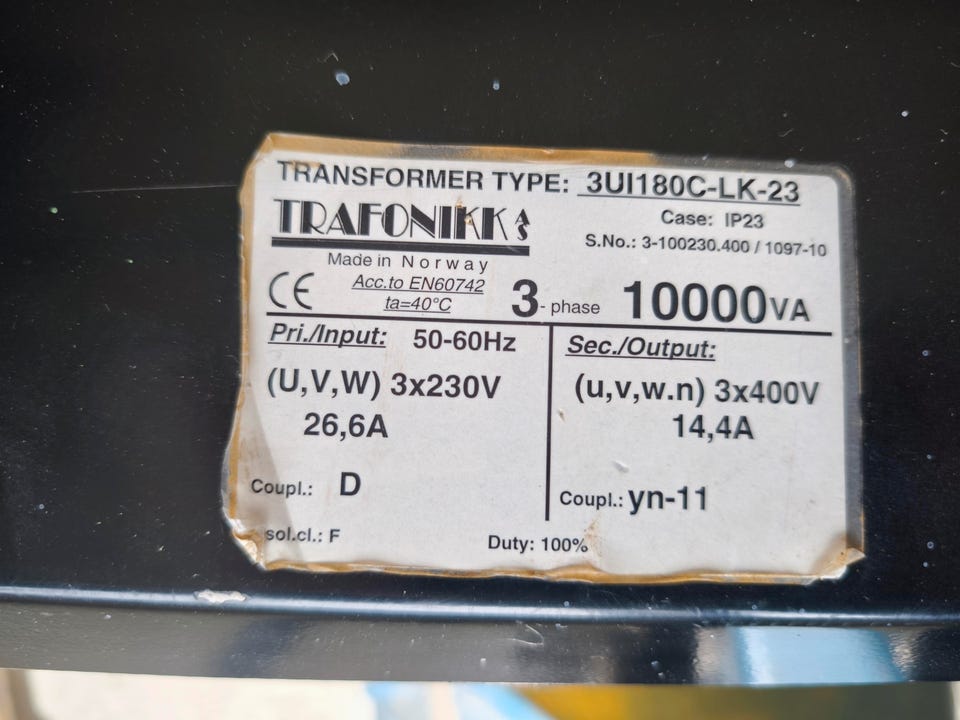 TRANSFORMER TYPE: 3UI180C-LK-23
TRAFONIKK AS
Case: IP23
S.No.: 3-100230.400 / 1097-10
Made in Norway
CE
Acc.to EN60742
ta=40°C
3- phase 10000VA
Pri./Input: 50-60Hz
(U,V,W) 3x230V
26,6A
Coupl.: D
Sec./Output:
(u,v,w.n) 3x400V
14,4A
Coupl.: yn-11
sol.cl.: F
Duty: 100%